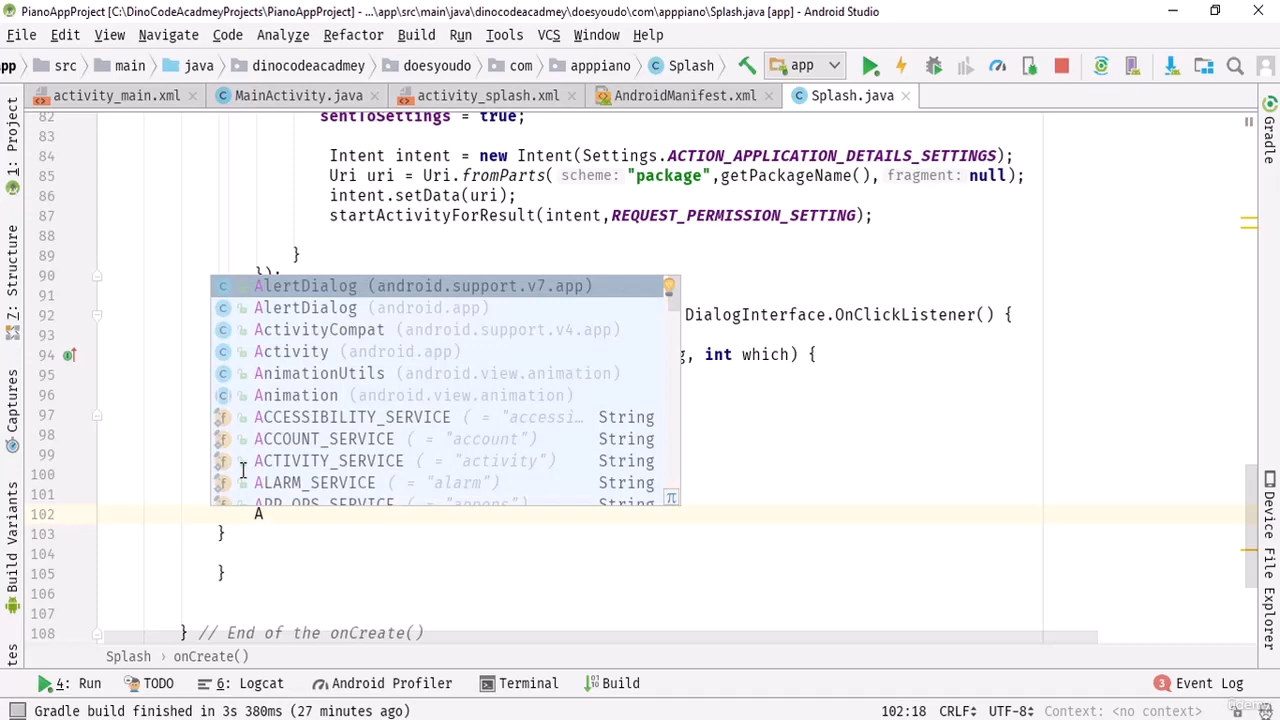 PianoAppProject [C:\DinoCodeAcadmeyProjects\PianoAppProject] - ...\app\src\main\java\dinocodeacadmey\doesyoudo\com\apppiano\Splash.java [app] - Android Studio
File Edit View Navigate Code Analyze Refactor Build Run Tools VCS Window Help
app src main java dinocodeacadmey doesyoudo com apppiano Splash app
activity_main.xml MainActivity.java activity_splash.xml AndroidManifest.xml Splash.java
1: Project
7: Structure
Captures
Build Variants
Gradle
Device File Explorer
82 sentToSettings = true;
83
84 Intent intent = new Intent(Settings.ACTION_APPLICATION_DETAILS_SETTINGS);
85 Uri uri = Uri.fromParts( scheme: "package",getPackageName(), fragment: null);
86 intent.setData(uri);
87 startActivityForResult(intent,REQUEST_PERMISSION_SETTING);
88
89 }
90 });
91 AlertDialog (android.support.v7.app)
AlertDialog (android.app)
92 DialogInterface.OnClickListener() {
93 ActivityCompat (android.support.v4.app)
94 Activity (android.app) , int which) {
95 AnimationUtils (android.view.animation)
96 Animation (android.view.animation)
97 ACCESSIBILITY_SERVICE ( = "accessi... String
98 ACCOUNT_SERVICE ( = "account") String
99 ACTIVITY_SERVICE ( = "activity") String
100 ALARM_SERVICE ( = "alarm") String
101 APP_OPS_SERVICE ( = "appops") String
102 A
103 }
104
105 }
106
107
108 } // End of the onCreate()
Splash › onCreate()
4: Run TODO 6: Logcat Android Profiler Terminal Build 3 Event Log
Gradle build finished in 3s 380ms (27 minutes ago) 102:18 CRLF UTF-8 Context: <no context>